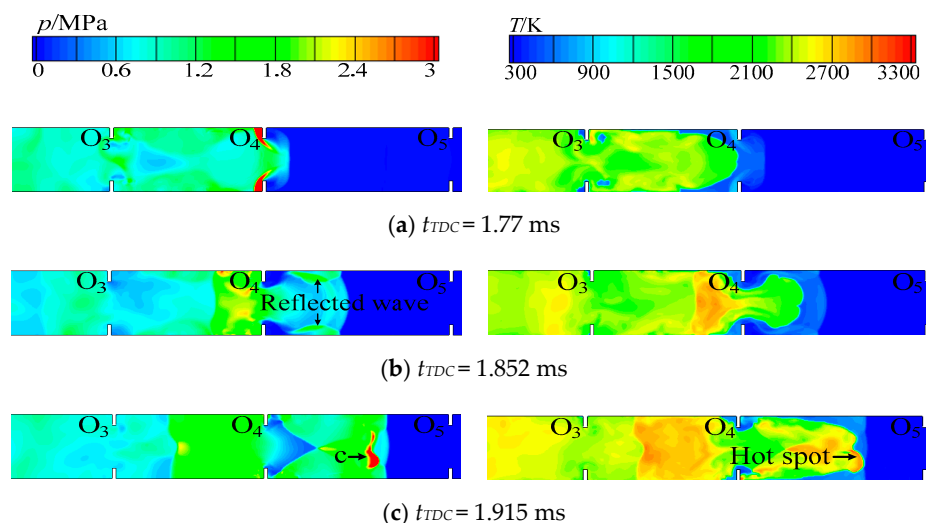 p/MPa T/K
0 0.6 1.2 1.8 2.4 3 300 900 1500 2100 2700 3300
O3 O4 O5 O3 O4 O5
(a) tTDC = 1.77 ms
O3 O4 O5 O3 O4 O5
Reflected wave
(b) tTDC = 1.852 ms
O3 O4 O5 O3 O4 O5
c Hot spot
(c) tTDC = 1.915 ms